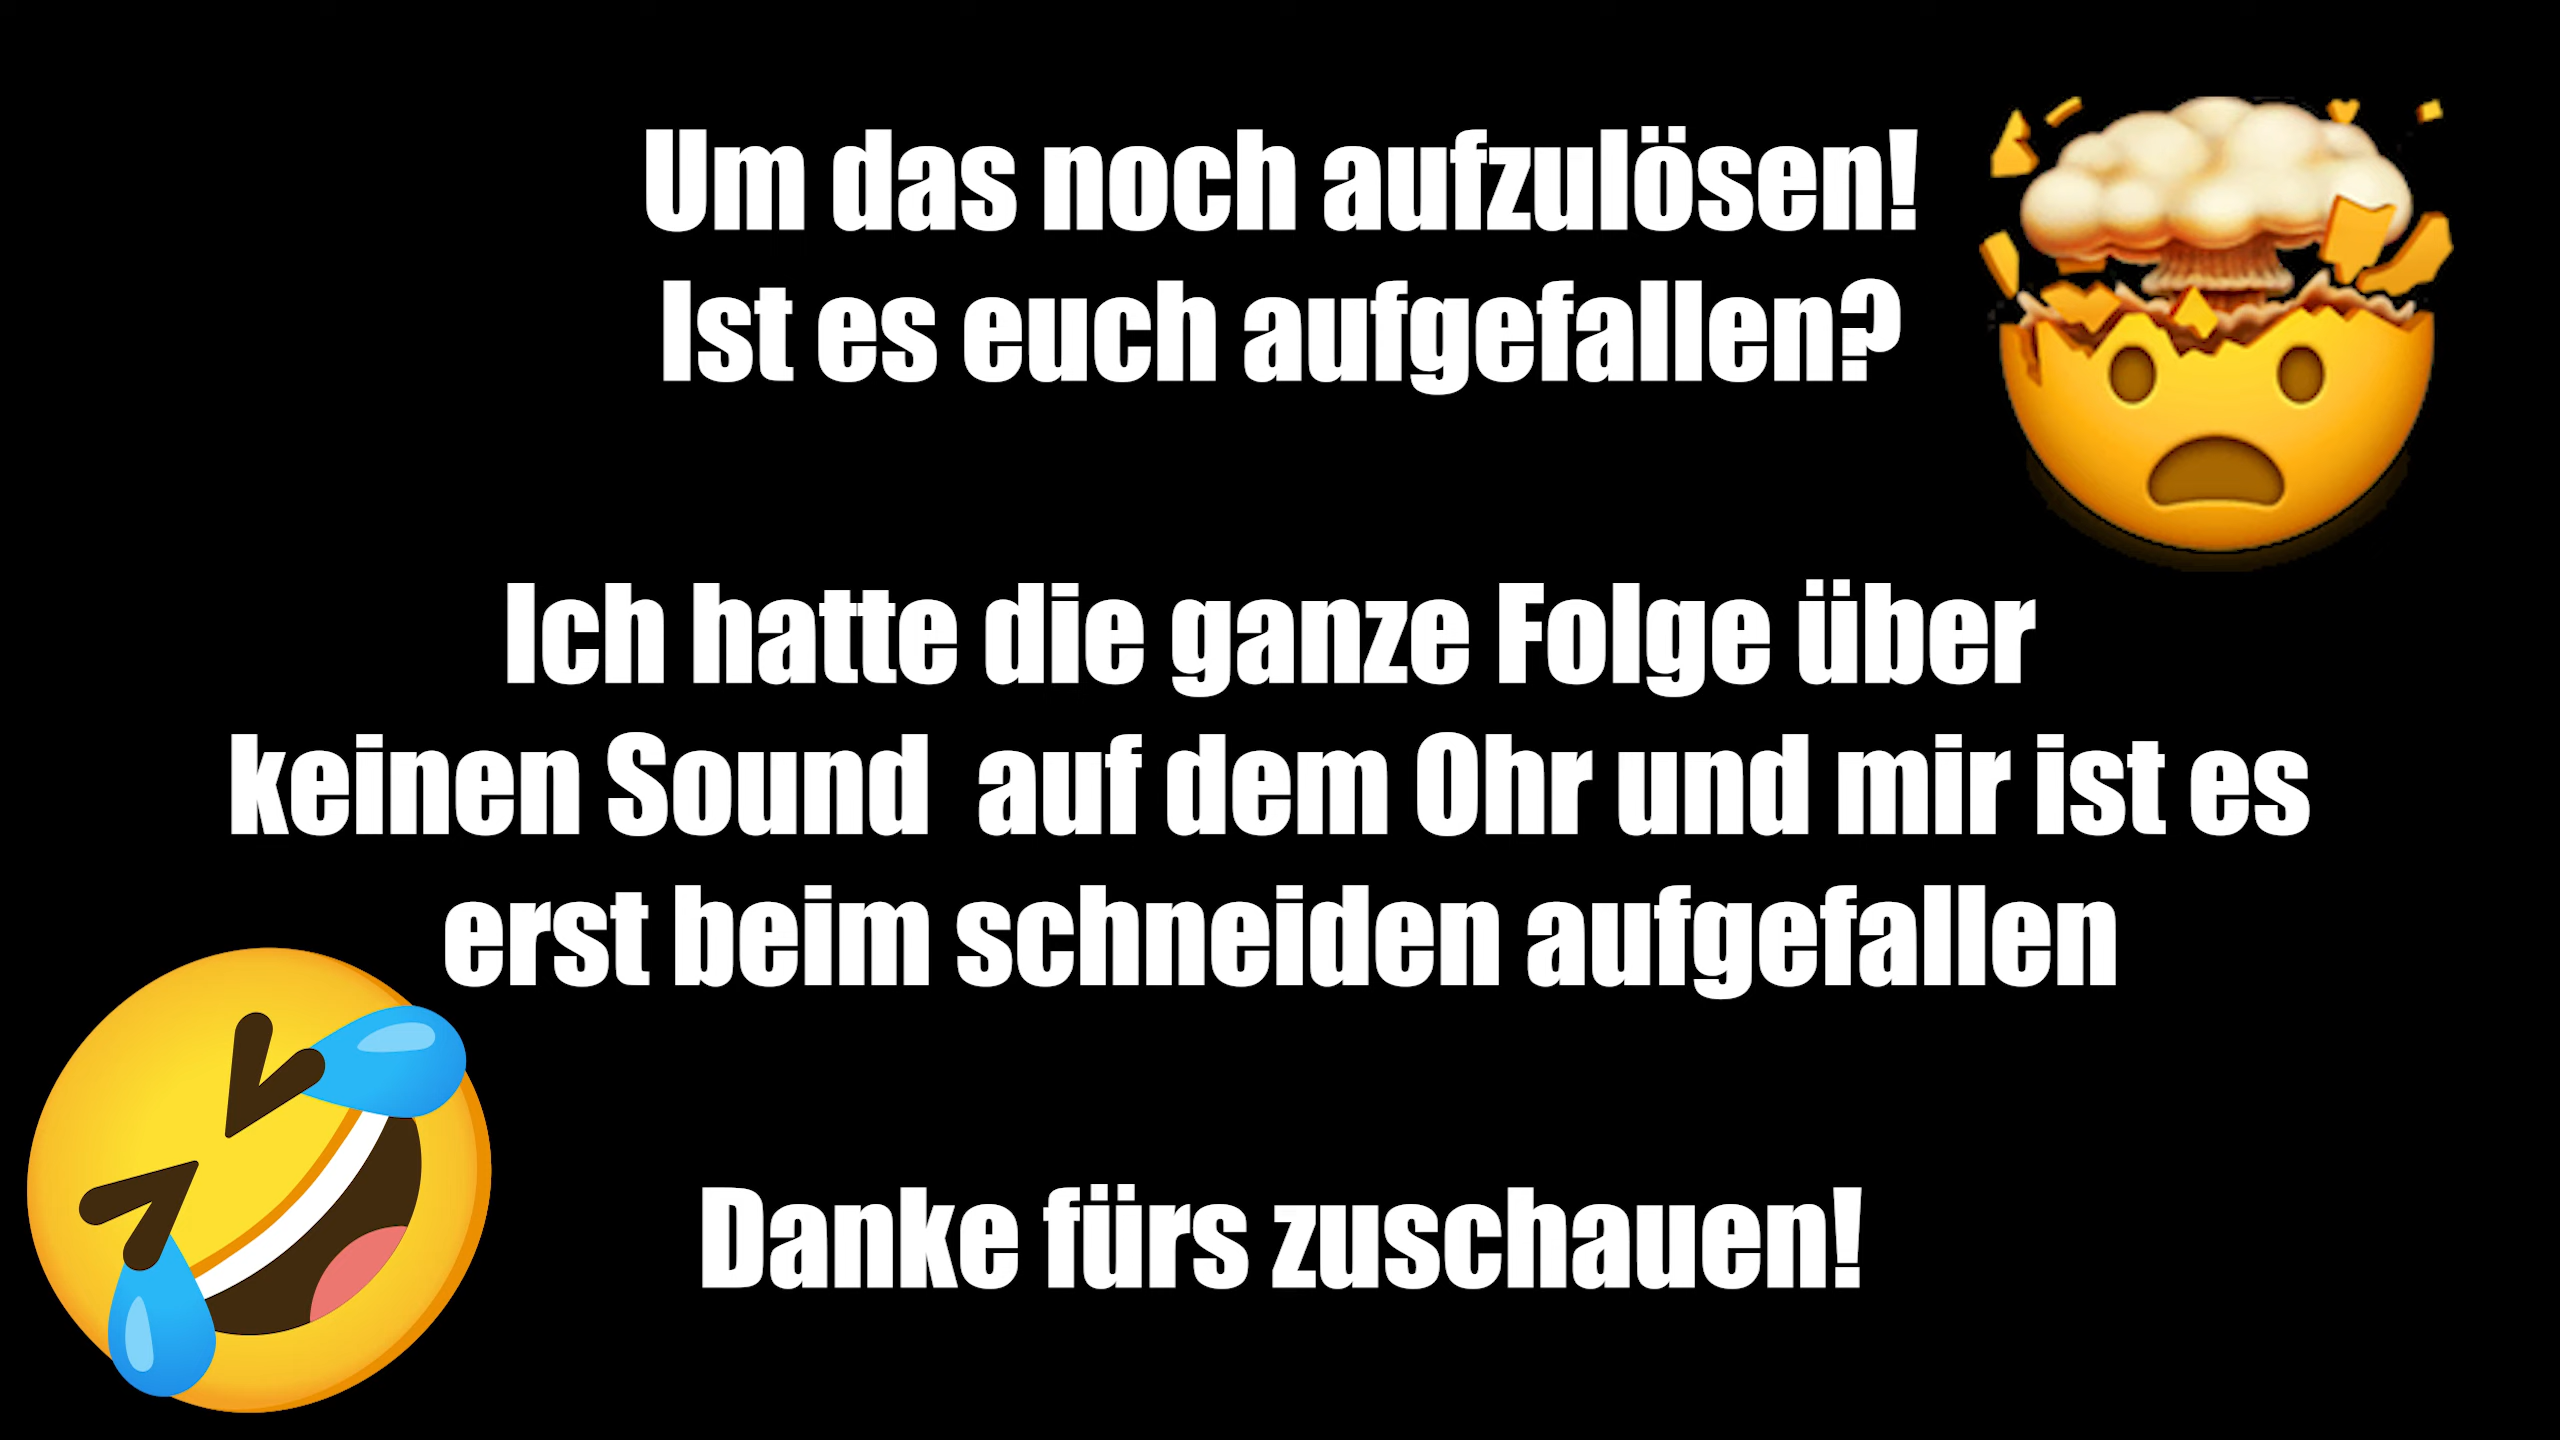 Um das noch aufzulösen!
Ist es euch aufgefallen?
Ich hatte die ganze Folge über
keinen Sound  auf dem Ohr und mir ist es
erst beim schneiden aufgefallen
Danke fürs zuschauen!